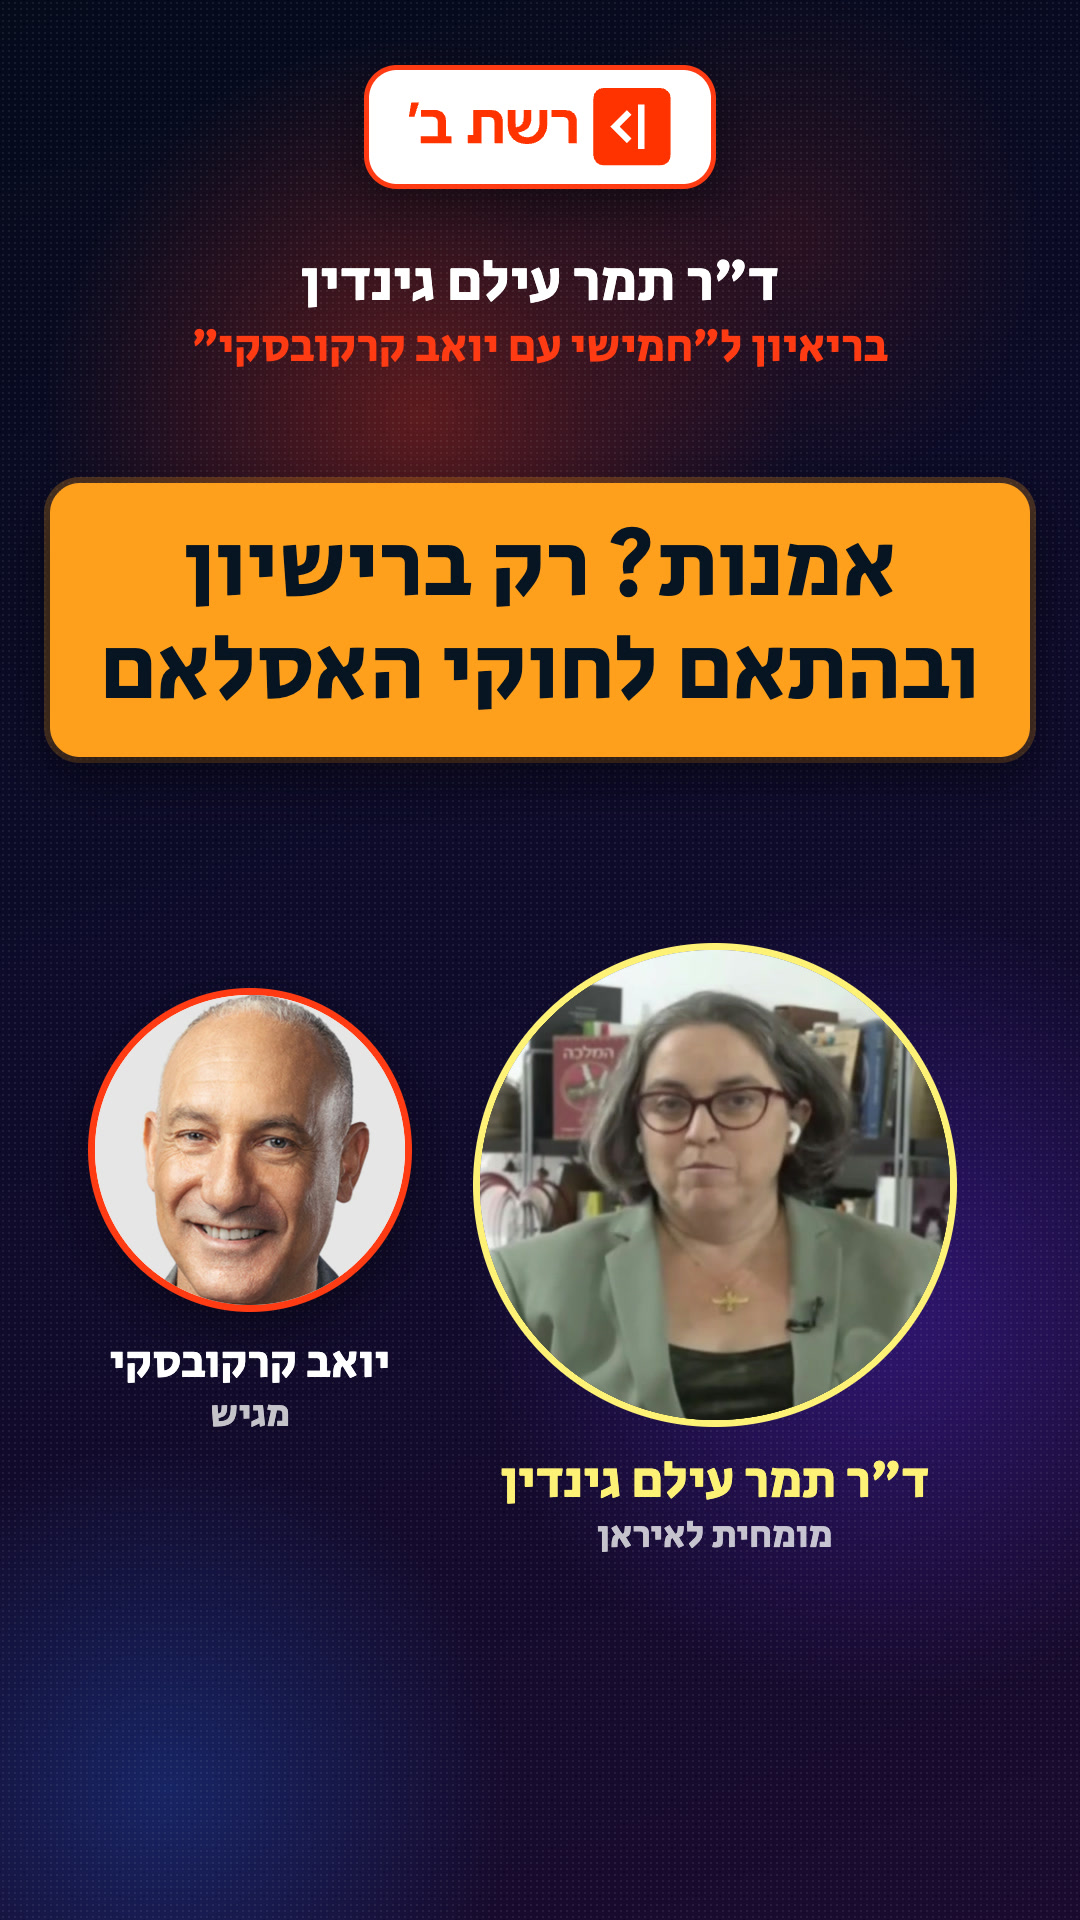 רשת ב'
ד"ר תמר עילם גינדין
בריאיון ל"חמישי עם יואב קרקובסקי"
אמנות? רק ברישיון
ובהתאם לחוקי האסלאם
המלכה
יואב קרקובסקי
מגיש
ד"ר תמר עילם גינדין
מומחית לאיראן